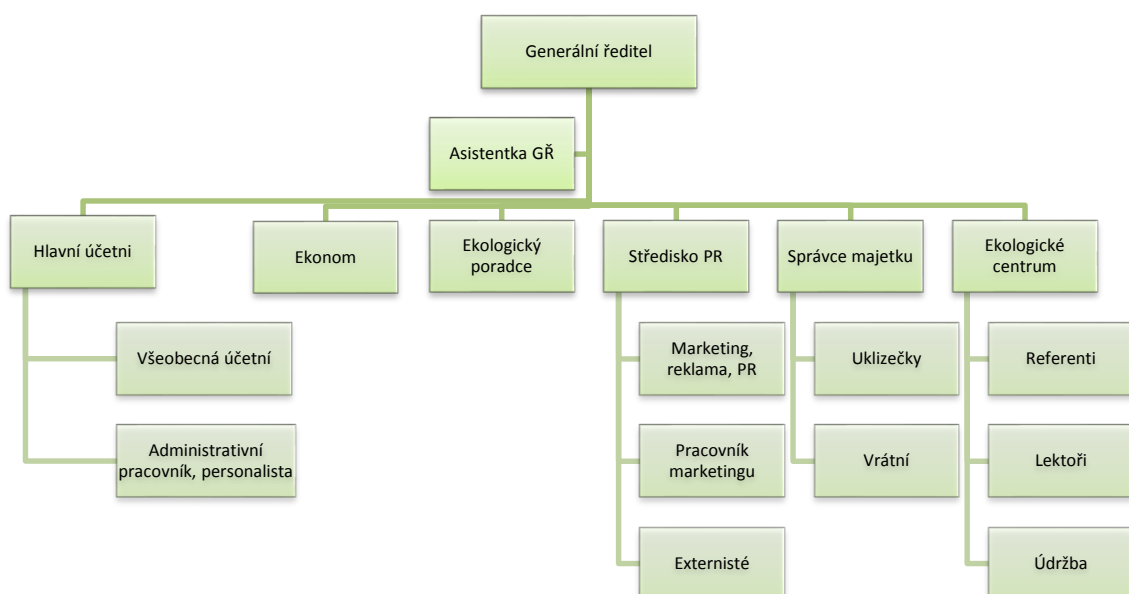 Generální ředitel
Asistentka GŘ
Hlavní účetni
Ekonom
Ekologický
poradce
Středisko PR
Správce majetku
Ekologické
centrum
Všeobecná účetní
Administrativní
pracovník, personalista
Marketing,
reklama, PR
Pracovník
marketingu
Externisté
Uklizečky
Vrátní
Referenti
Lektoři
Údržba